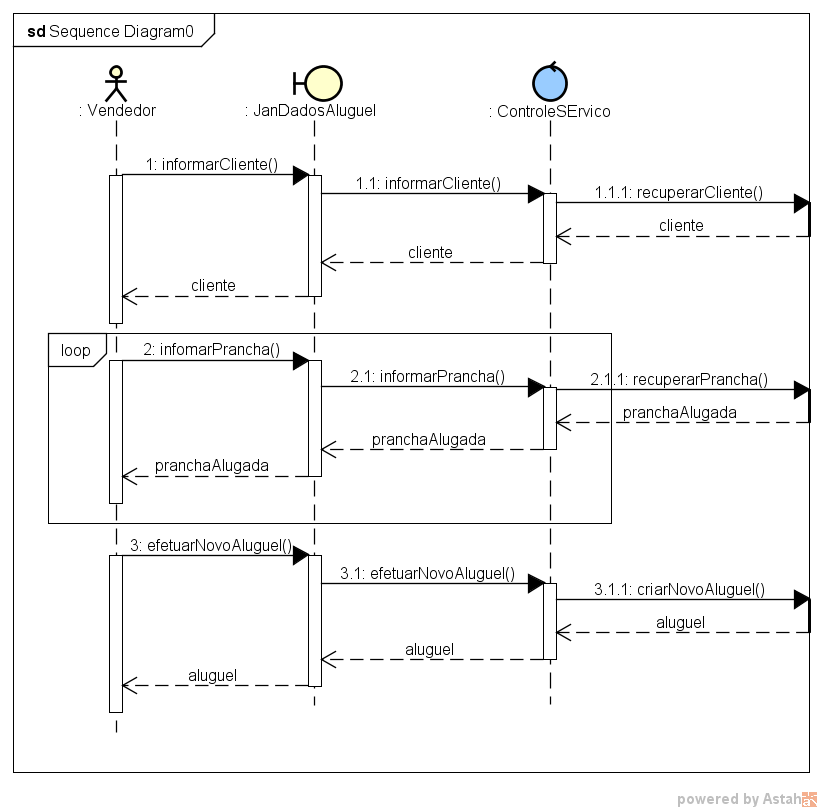 sd Sequence Diagram0
: Vendedor
: JanDadosAluguel
: ControleSErvico
1: informarCliente()
1.1: informarCliente()
1.1.1: recuperarCliente()
cliente
cliente
cliente
loop
2: infomarPrancha()
2.1: informarPrancha()
2.1.1: recuperarPrancha()
pranchaAlugada
pranchaAlugada
pranchaAlugada
3: efetuarNovoAluguel()
3.1: efetuarNovoAluguel()
3.1.1: criarNovoAluguel()
aluguel
aluguel
aluguel
powered by Astah